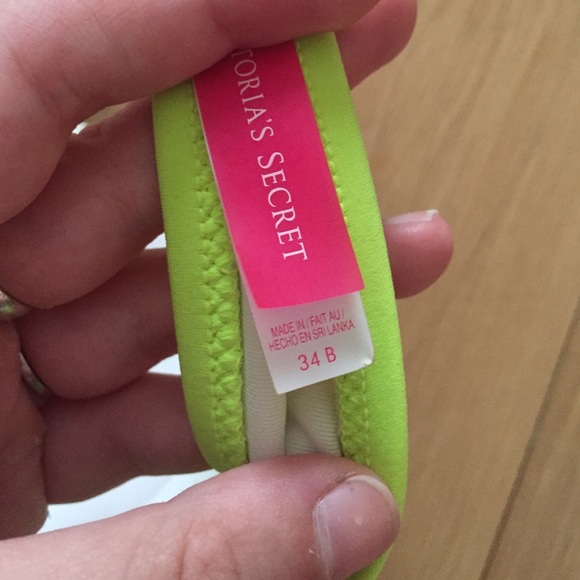 TORIA'S SECRET
MADE IN / FAIT AU /
HECHO EN SRI LANKA
34 B